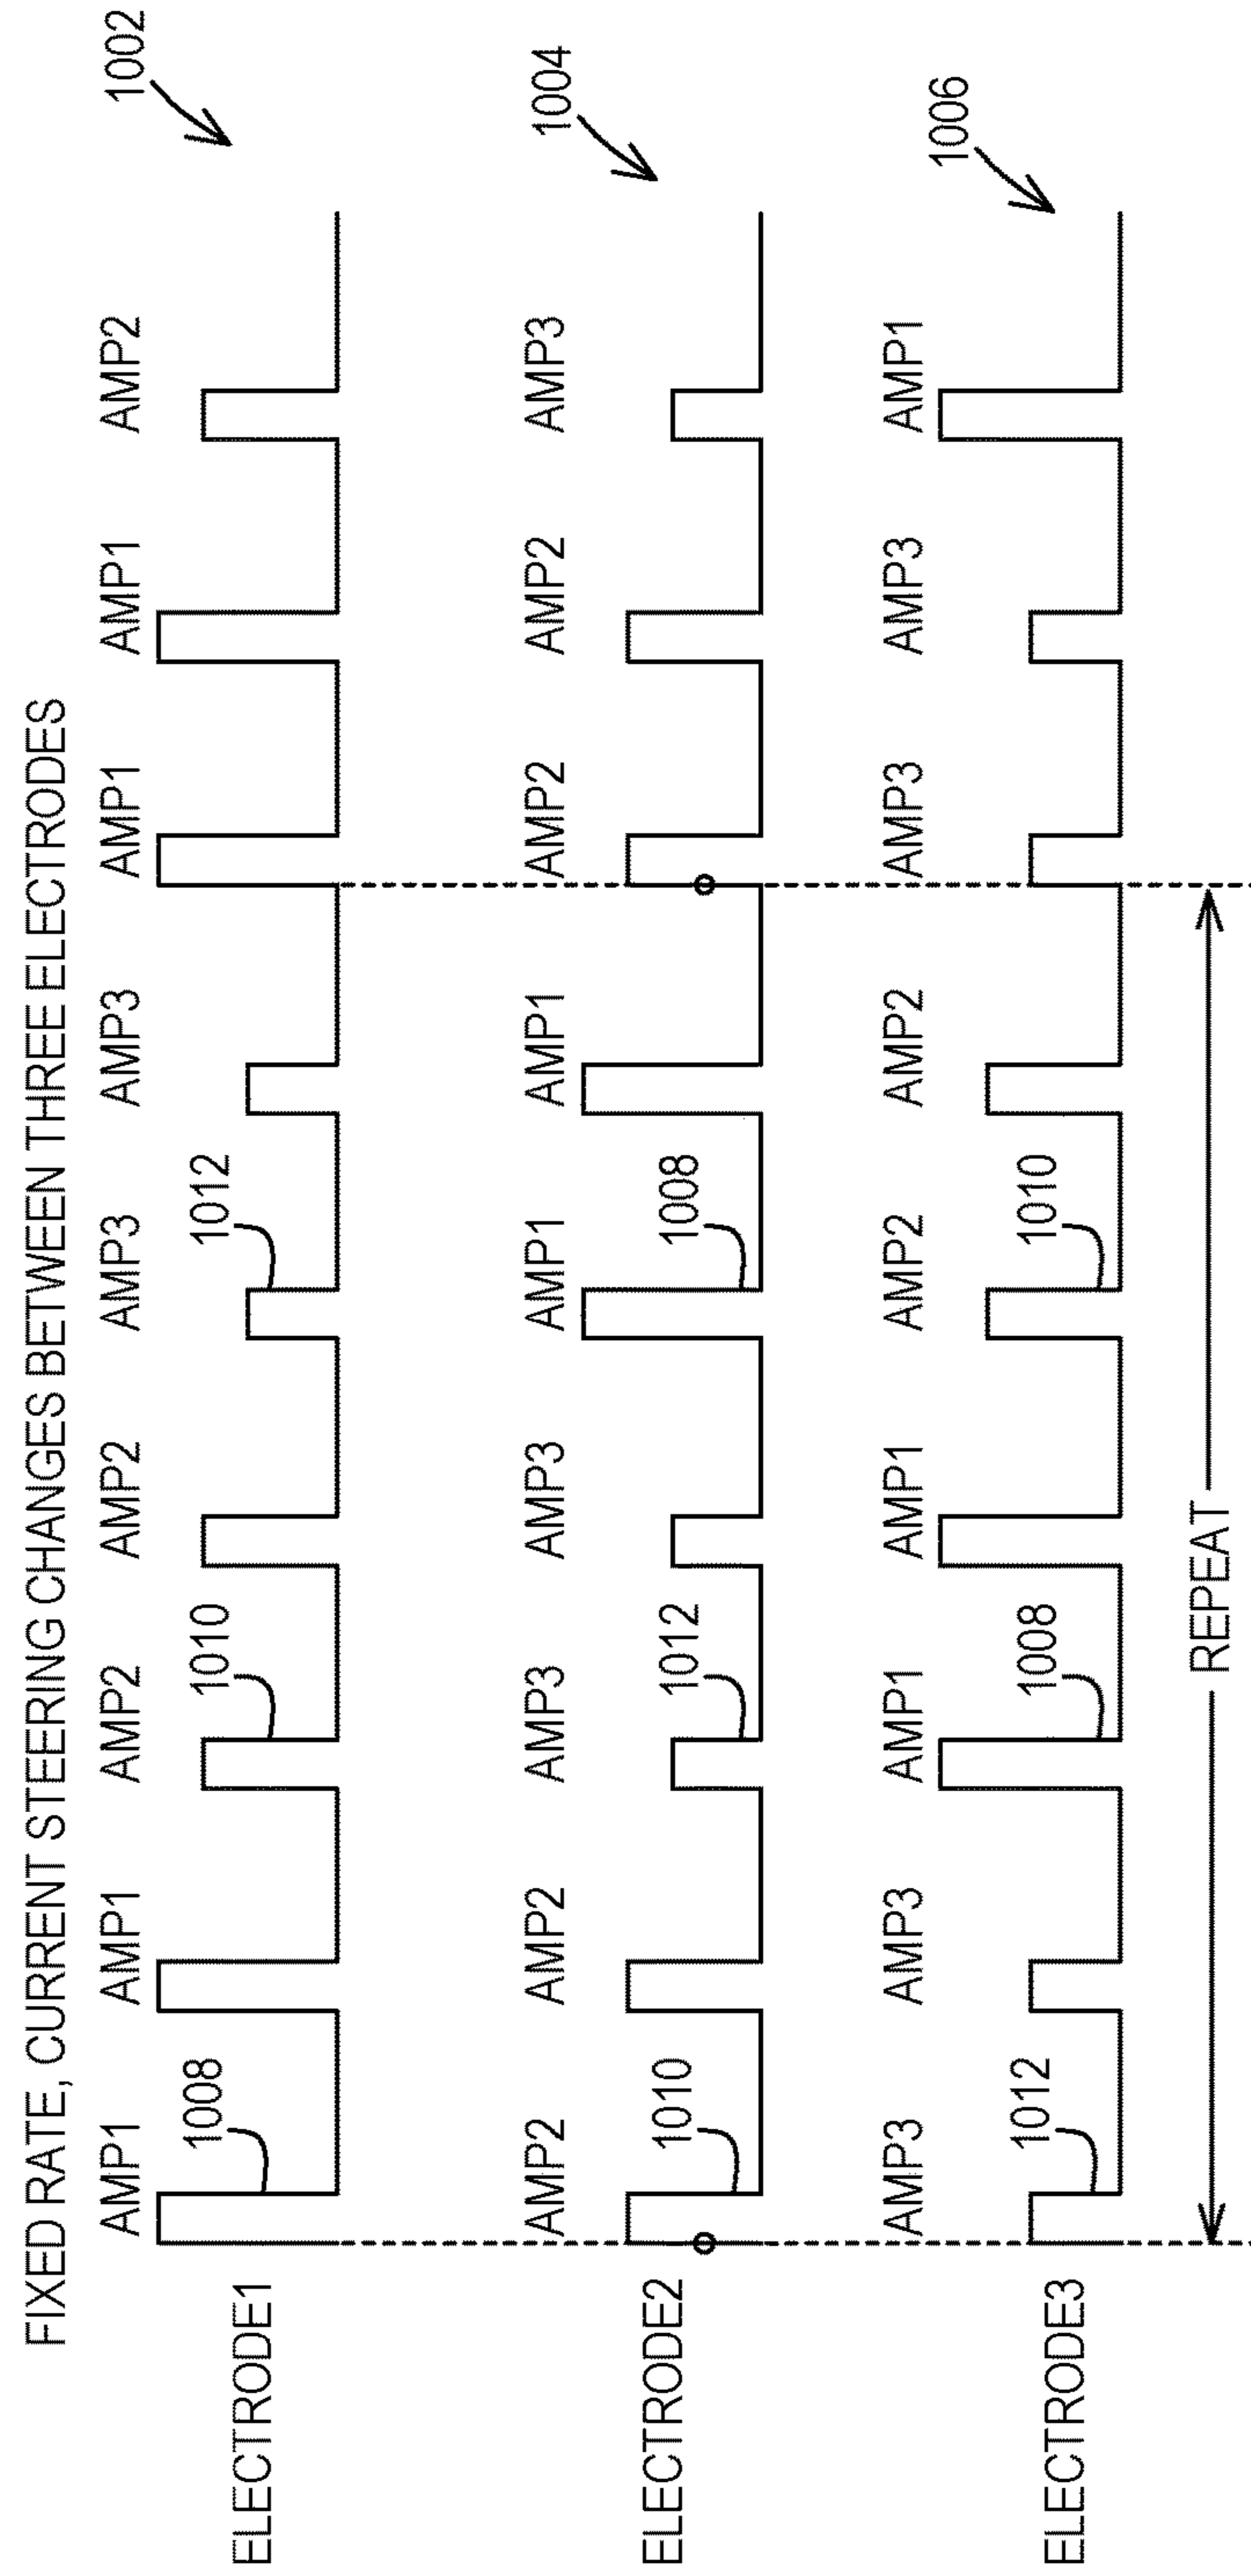 FIXED RATE, CURRENT STEERING CHANGES BETWEEN THREE ELECTRODES
1002
AMP1 AMP1 AMP2 AMP2 AMP3 AMP3 AMP1 AMP1 AMP2
1008 1010 1012
ELECTRODE1
1004
AMP2 AMP2 AMP3 AMP3 AMP1 AMP1 AMP2 AMP2 AMP3
1010 1012 1008
ELECTRODE2
1006
AMP3 AMP3 AMP1 AMP1 AMP2 AMP2 AMP3 AMP3 AMP1
1012 1008 1010
ELECTRODE3
REPEAT